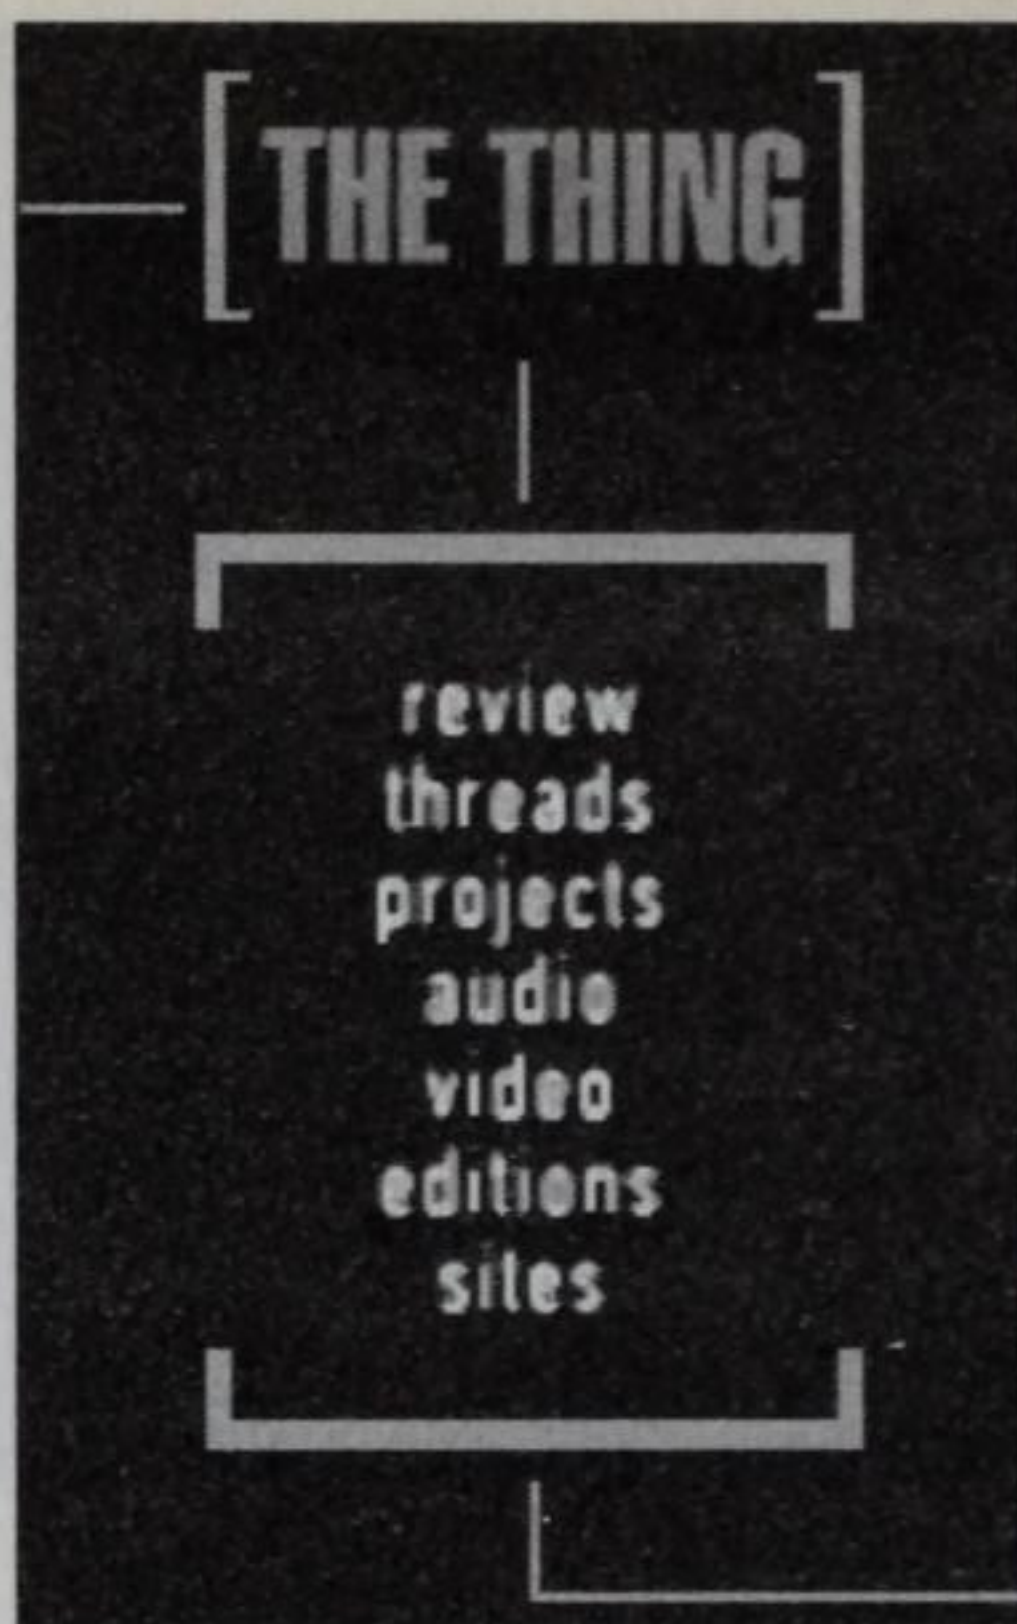 [THE THING]
review
threads
projects
audio
video
editions
sites